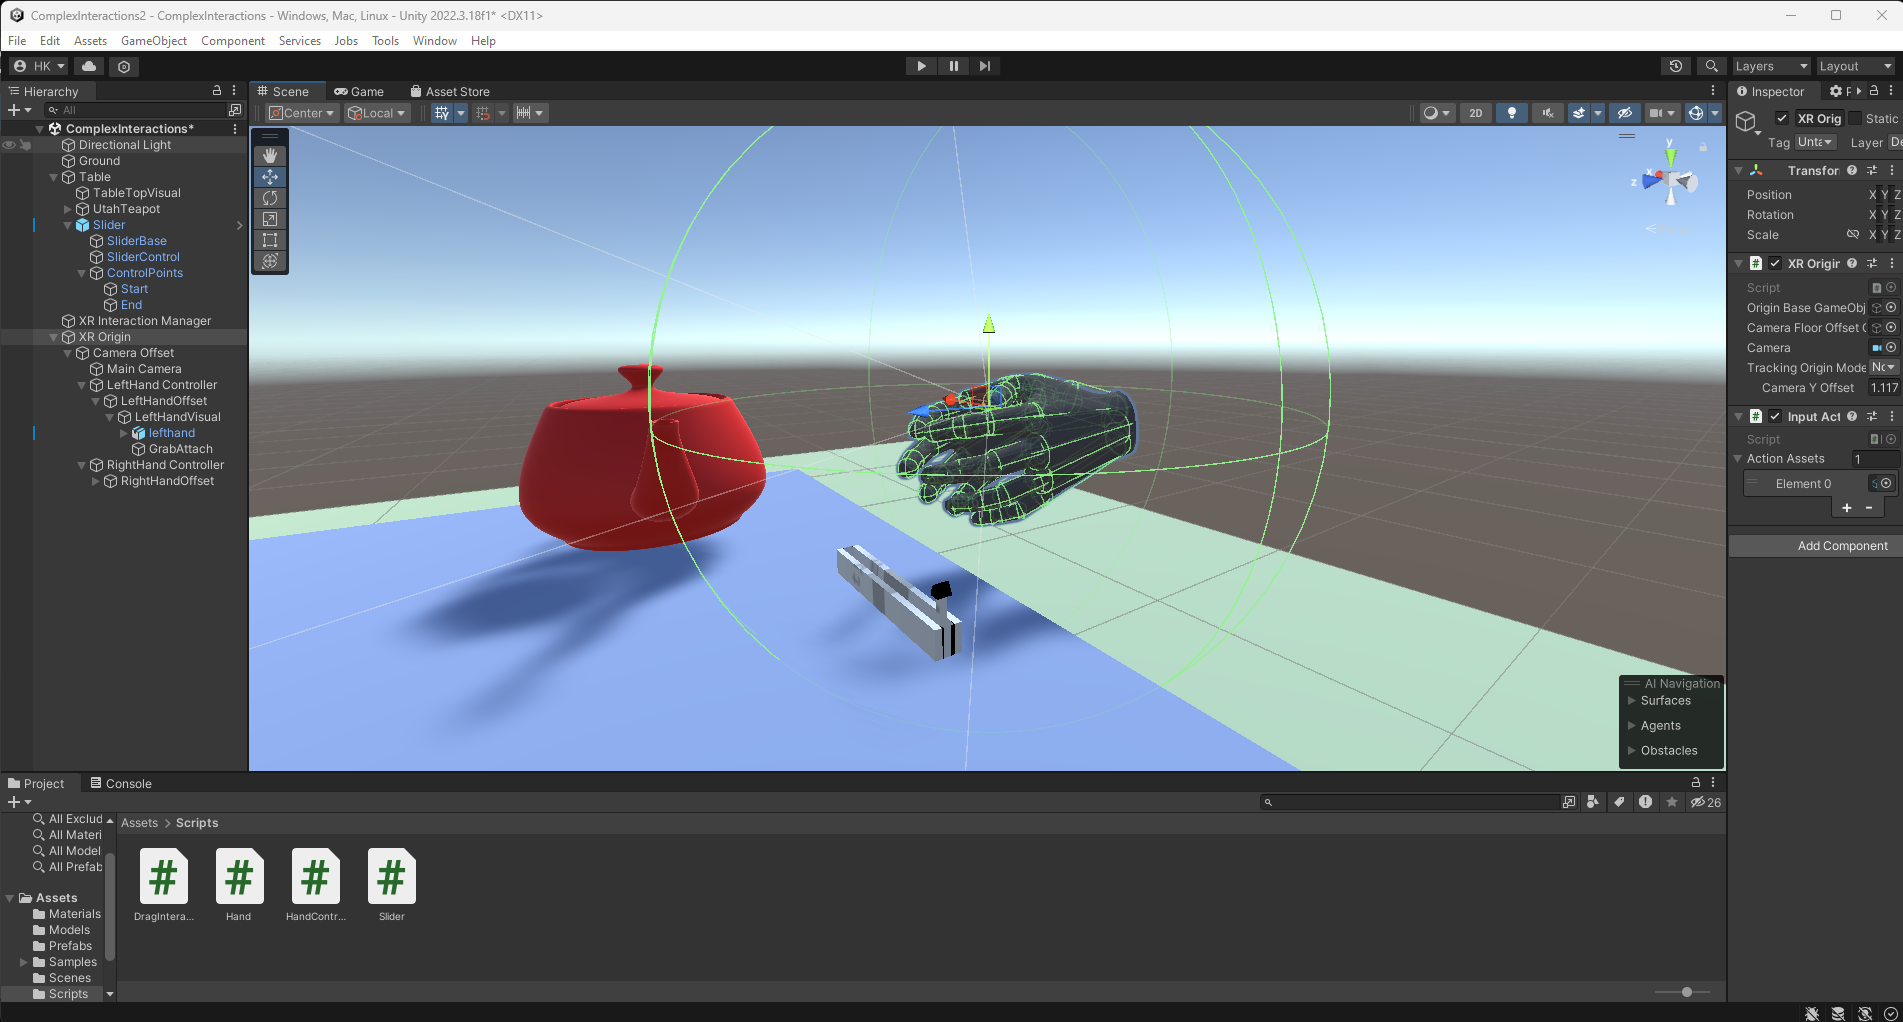 ComplexInteractions2 - ComplexInteractions - Windows, Mac, Linux - Unity 2022.3.18f1* <DX11>
File Edit Assets GameObject Component Services Jobs Tools Window Help
HK
Layers
Layout
Hierarchy
All
ComplexInteractions*
Directional Light
Ground
Table
TableTopVisual
UtahTeapot
Slider
SliderBase
SliderControl
ControlPoints
Start
End
XR Interaction Manager
XR Origin
Camera Offset
Main Camera
LeftHand Controller
LeftHandOffset
LeftHandVisual
lefthand
GrabAttach
RightHand Controller
RightHandOffset
Scene
Game
Asset Store
Center
Local
2D
y
x
z
AI Navigation
Surfaces
Agents
Obstacles
Inspector
P
XR Orig
Static
Tag Unta
Layer De
Transfor
Position X Y Z
Rotation X Y Z
Scale X Y Z
XR Origin
Script
Origin Base GameObj
Camera Floor Offset
Camera
Tracking Origin Mode
Camera Y Offset 1.117
Input Act
Script
Action Assets 1
Element 0
+ -
Add Component
Project
Console
26
All Exclud
All Materi
All Model
All Prefab
Assets
Materials
Models
Prefabs
Samples
Scenes
Scripts
Assets > Scripts
DragIntera...
Hand
HandContr...
Slider